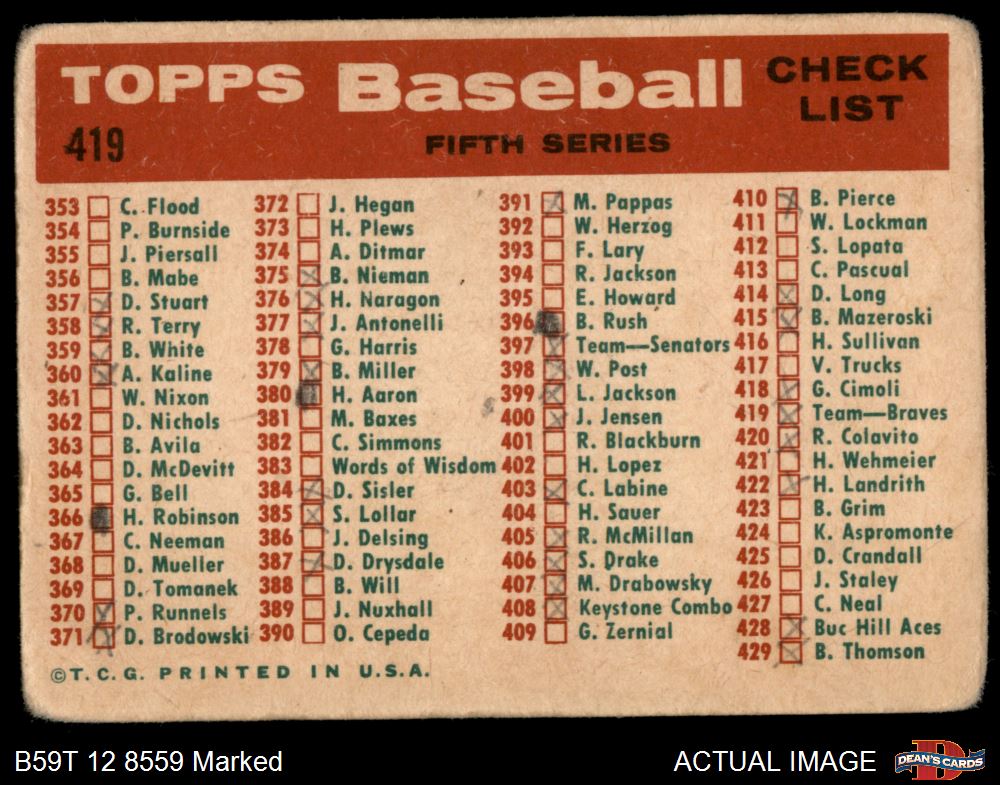 TOPPS Baseball CHECK LIST
419
FIFTH SERIES
353 C. Flood
354 P. Burnside
355 J. Piersall
356 B. Mabe
357 D. Stuart
358 R. Terry
359 B. White
360 A. Kaline
361 W. Nixon
362 D. Nichols
363 B. Avila
364 D. McDevitt
365 G. Bell
366 H. Robinson
367 C. Neeman
368 D. Mueller
369 D. Tomanek
370 P. Runnels
371 D. Brodowski
372 J. Hegan
373 H. Plews
374 A. Ditmar
375 B. Nieman
376 H. Naragon
377 J. Antonelli
378 G. Harris
379 B. Miller
380 H. Aaron
381 M. Baxes
382 C. Simmons
383 Words of Wisdom
384 D. Sisler
385 S. Lollar
386 J. Delsing
387 D. Drysdale
388 B. Will
389 J. Nuxhall
390 O. Cepeda
391 M. Pappas
392 W. Herzog
393 F. Lary
394 R. Jackson
395 E. Howard
396 B. Rush
397 Team—Senators
398 W. Post
399 L. Jackson
400 J. Jensen
401 R. Blackburn
402 H. Lopez
403 C. Labine
404 H. Sauer
405 R. McMillan
406 S. Drake
407 M. Drabowsky
408 Keystone Combo
409 G. Zernial
410 B. Pierce
411 W. Lockman
412 S. Lopata
413 C. Pascual
414 D. Long
415 B. Mazeroski
416 H. Sullivan
417 V. Trucks
418 G. Cimoli
419 Team—Braves
420 R. Colavito
421 H. Wehmeier
422 H. Landrith
423 B. Grim
424 K. Aspromonte
425 D. Crandall
426 J. Staley
427 C. Neal
428 Buc Hill Aces
429 B. Thomson
©T.C.G. PRINTED IN U.S.A.
B59T 12 8559 Marked
ACTUAL IMAGE
D
DEAN'S CARDS